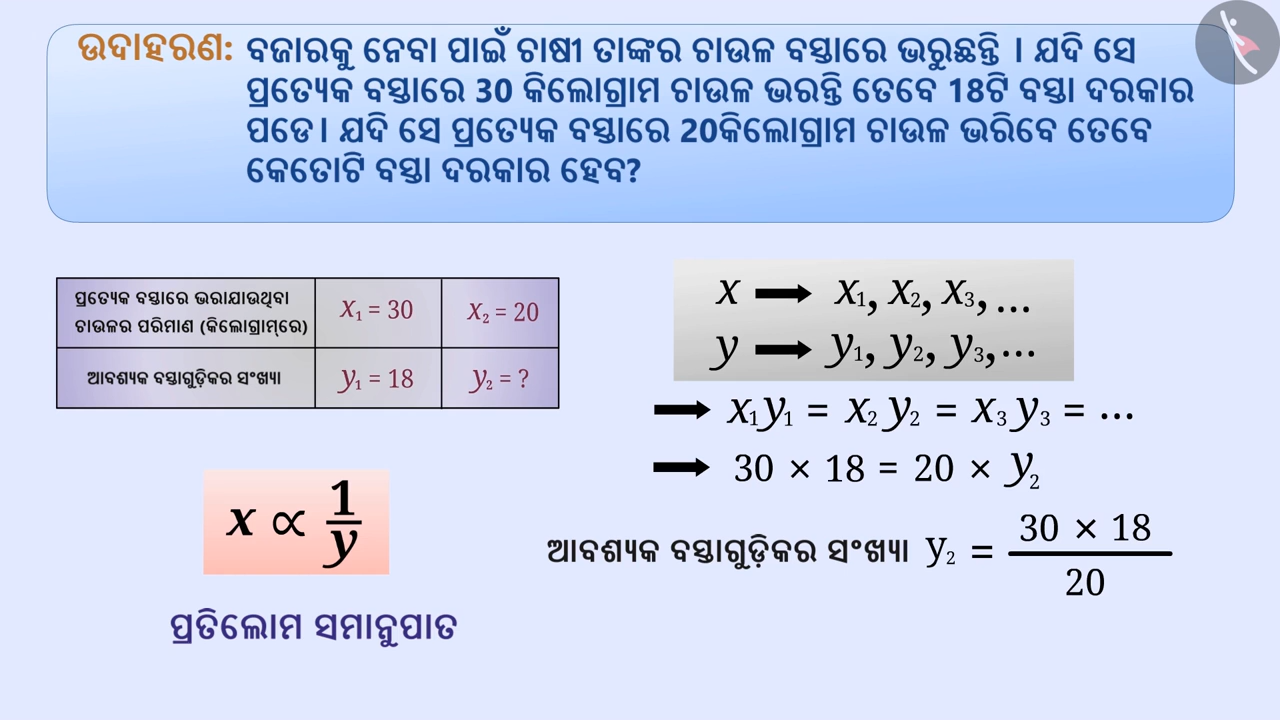 ଉଦାହରଣ: ବଜାରକୁ ନେବା ପାଇଁ ଚାଷୀ ତାଙ୍କର ଚାଉଳ ବସ୍ତାରେ ଭରୁଛନ୍ତି । ଯଦି ସେ
ପ୍ରତ୍ୟେକ ବସ୍ତାରେ 30 କିଲୋଗ୍ରାମ ଚାଉଳ ଭରନ୍ତି ତେବେ 18ଟି ବସ୍ତା ଦରକାର
ପଡେ। ଯଦି ସେ ପ୍ରତ୍ୟେକ ବସ୍ତାରେ 20କିଲୋଗ୍ରାମ ଚାଉଳ ଭରିବେ ତେବେ
କେତୋଟି ବସ୍ତା ଦରକାର ହେବ?
ପ୍ରତ୍ୟେକ ବସ୍ତାରେ ଭରାଯାଉଥିବା
ଚାଉଳର ପରିମାଣ (କିଲୋଗ୍ରାମ୍‌ରେ)
x₁ = 30
x₂ = 20
ଆବଶ୍ୟକ ବସ୍ତାଗୁଡ଼ିକର ସଂଖ୍ୟା
y₁ = 18
y₂ = ?
x ∝ 1/y
ପ୍ରତିଲୋମ ସମାନୁପାତ
x ➡ x₁, x₂, x₃, ...
y ➡ y₁, y₂, y₃, ...
➡ x₁y₁ = x₂y₂ = x₃y₃ = ...
➡ 30 × 18 = 20 × y₂
ଆବଶ୍ୟକ ବସ୍ତାଗୁଡ଼ିକର ସଂଖ୍ୟା y₂ = 30 × 18 / 20